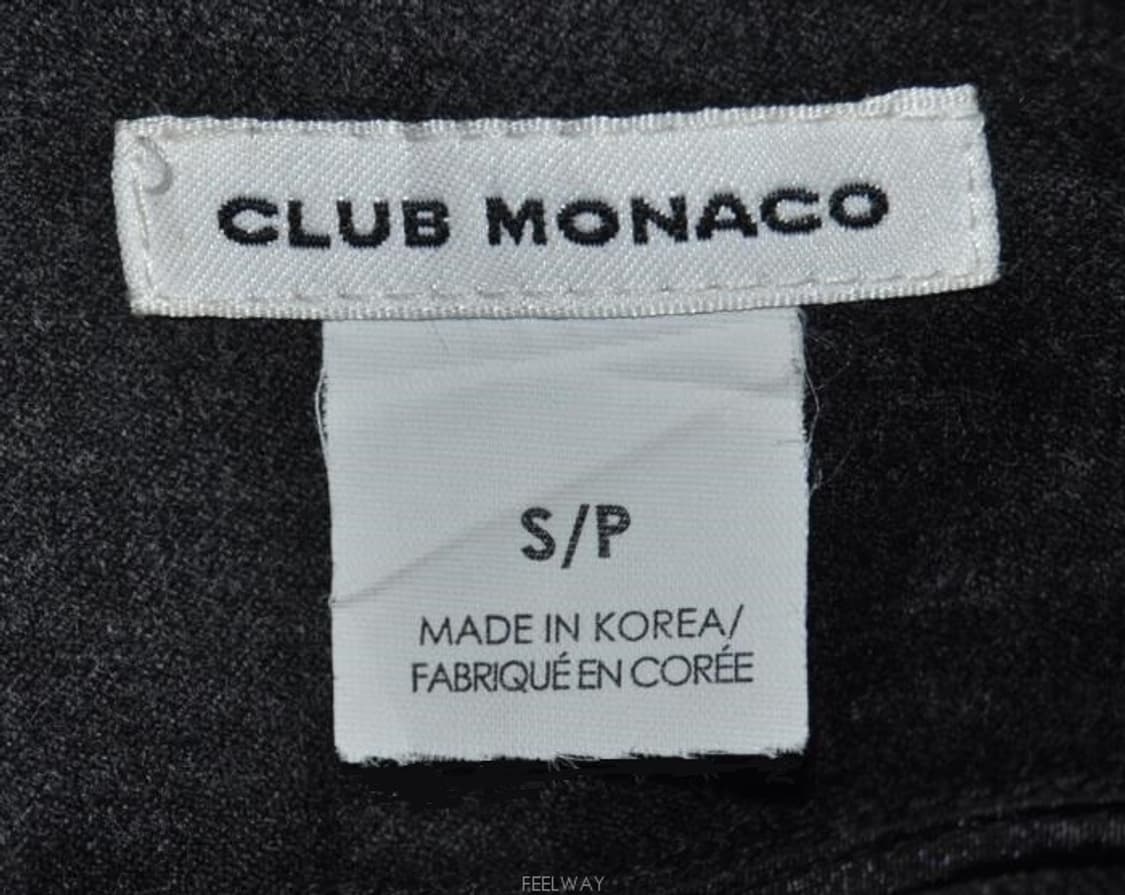 CLUB MONACO
S/P
MADE IN KOREA/
FABRIQUÉ EN CORÉE
FEELWAY